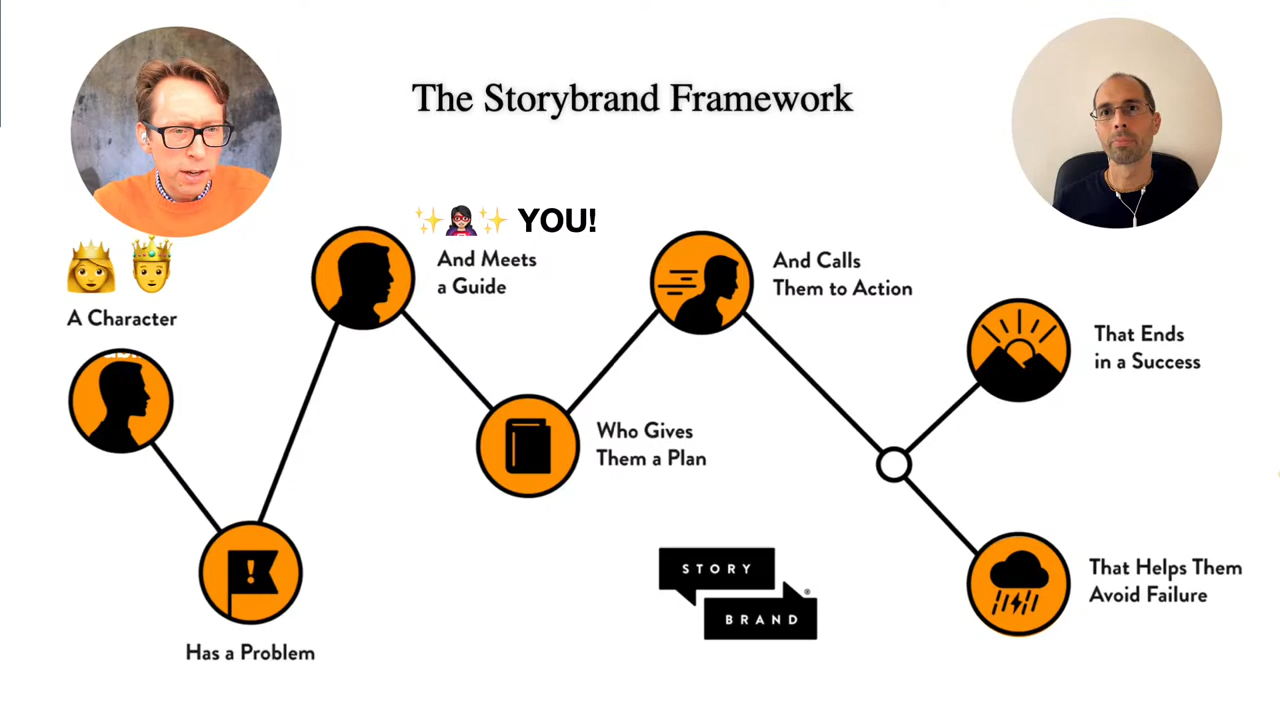 The Storybrand Framework
YOU!
A Character
And Meets
a Guide
And Calls
Them to Action
That Ends
in a Success
Who Gives
Them a Plan
STORY
BRAND
®
That Helps Them
Avoid Failure
Has a Problem
!